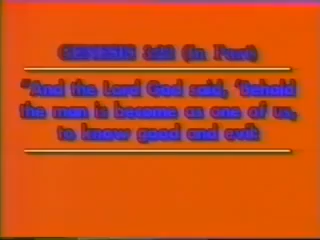 GENESIS 3:22 (In Part)
"And the Lord God said, 'Behold
the man is become as one of us,
to know good and evil: